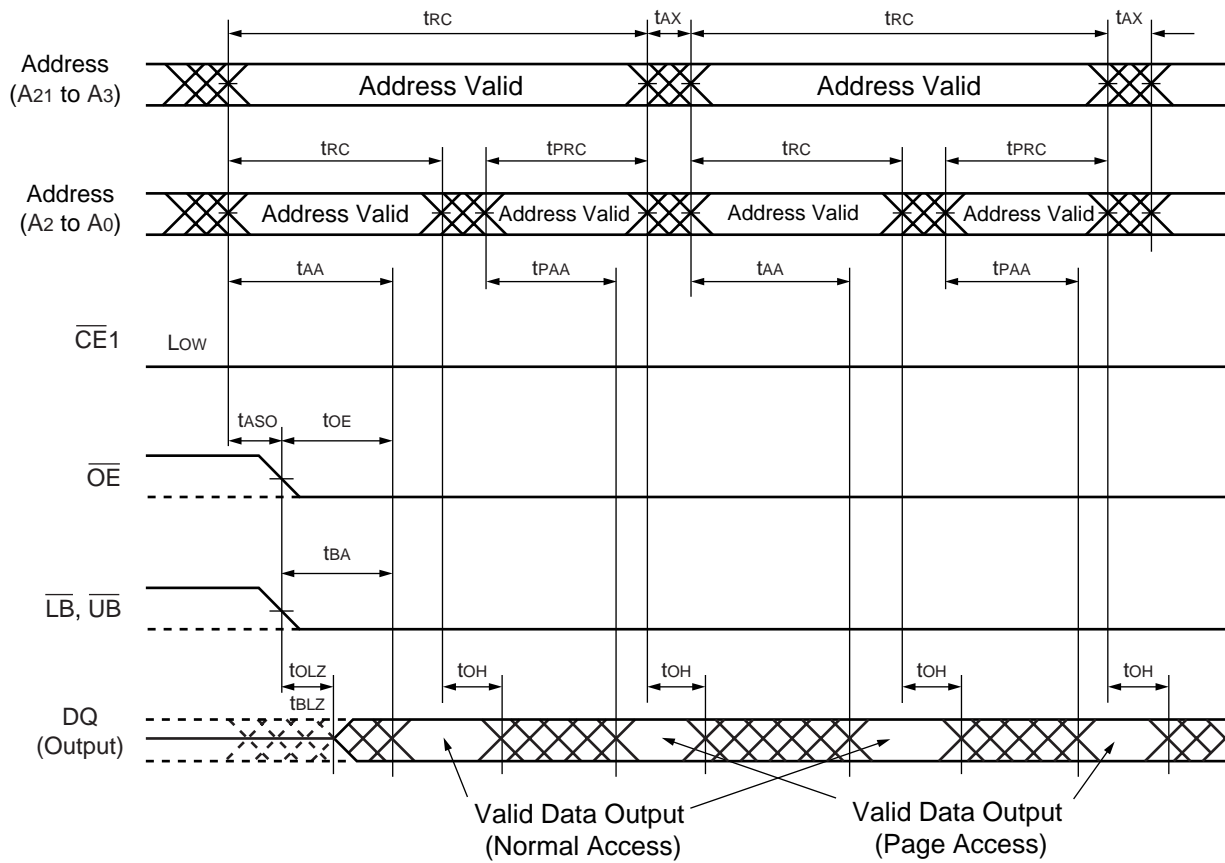 tRC tAX tRC tAX
Address
(A21 to A3)
Address Valid Address Valid
tRC tPRC tRC tPRC
Address
(A2 to A0)
Address Valid Address Valid Address Valid Address Valid
tAA tPAA tAA tPAA
CE1 LOW
tASO tOE
OE
tBA
LB, UB
tOLZ tOH tOH tOH tOH
tBLZ
DQ
(Output)
Valid Data Output
(Normal Access)
Valid Data Output
(Page Access)